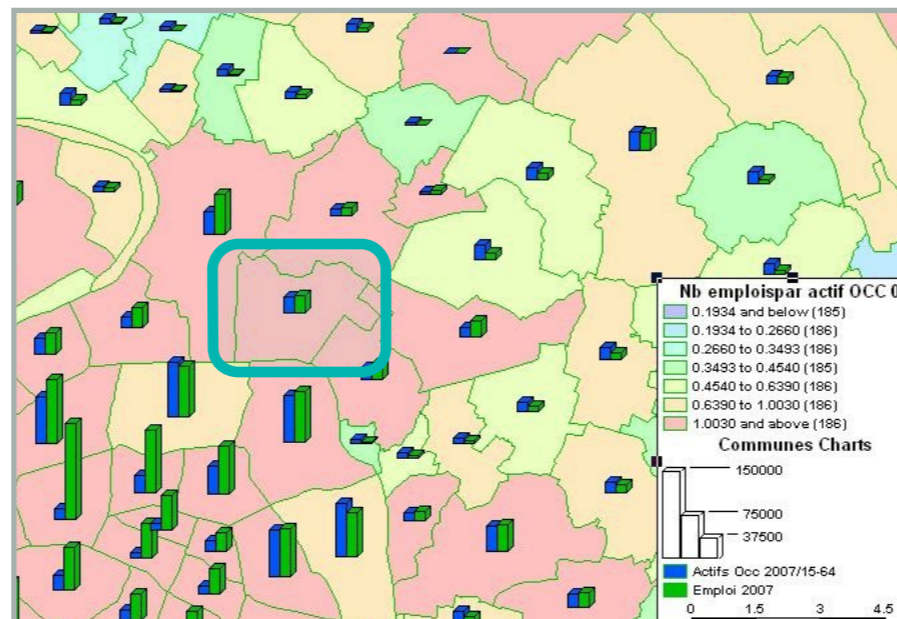 Nb emploispar actif OCC 0
0.1934 and below (185)
0.1934 to 0.2660 (186)
0.2660 to 0.3493 (186)
0.3493 to 0.4540 (185)
0.4540 to 0.6390 (186)
0.6390 to 1.0030 (186)
1.0030 and above (186)
Communes Charts
150000
75000
37500
Actifs Occ 2007/15-64
Emploi 2007
0 1.5 3 4.5